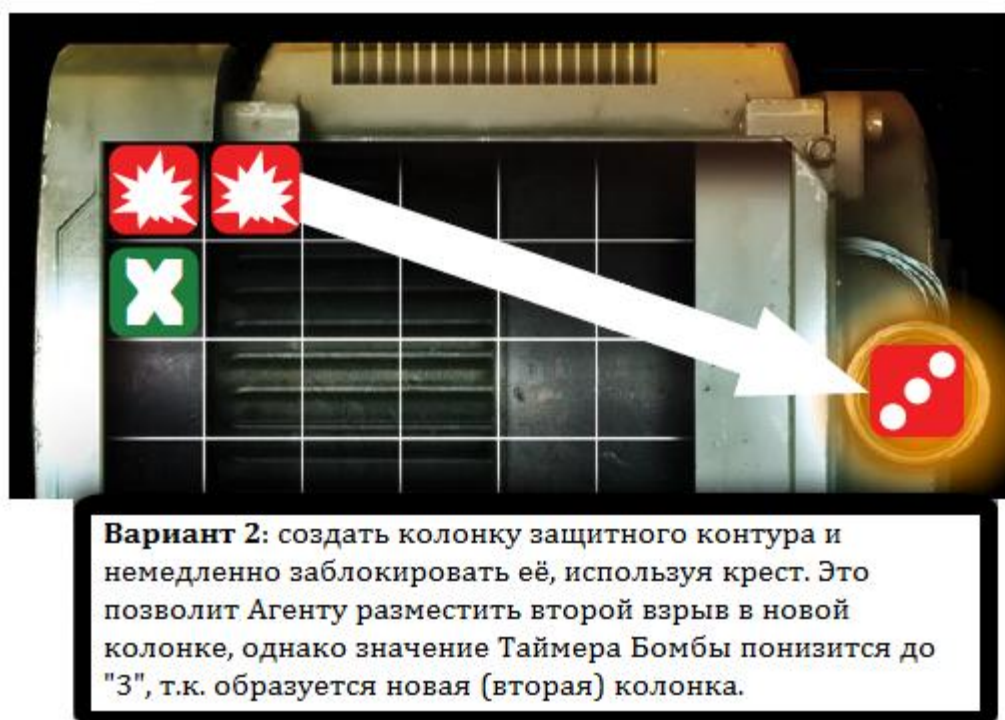 Вариант 2: создать колонку защитного контура и
немедленно заблокировать её, используя крест. Это
позволит Агенту разместить второй взрыв в новой
колонке, однако значение Таймера Бомбы понизится до
"3", т.к. образуется новая (вторая) колонка.